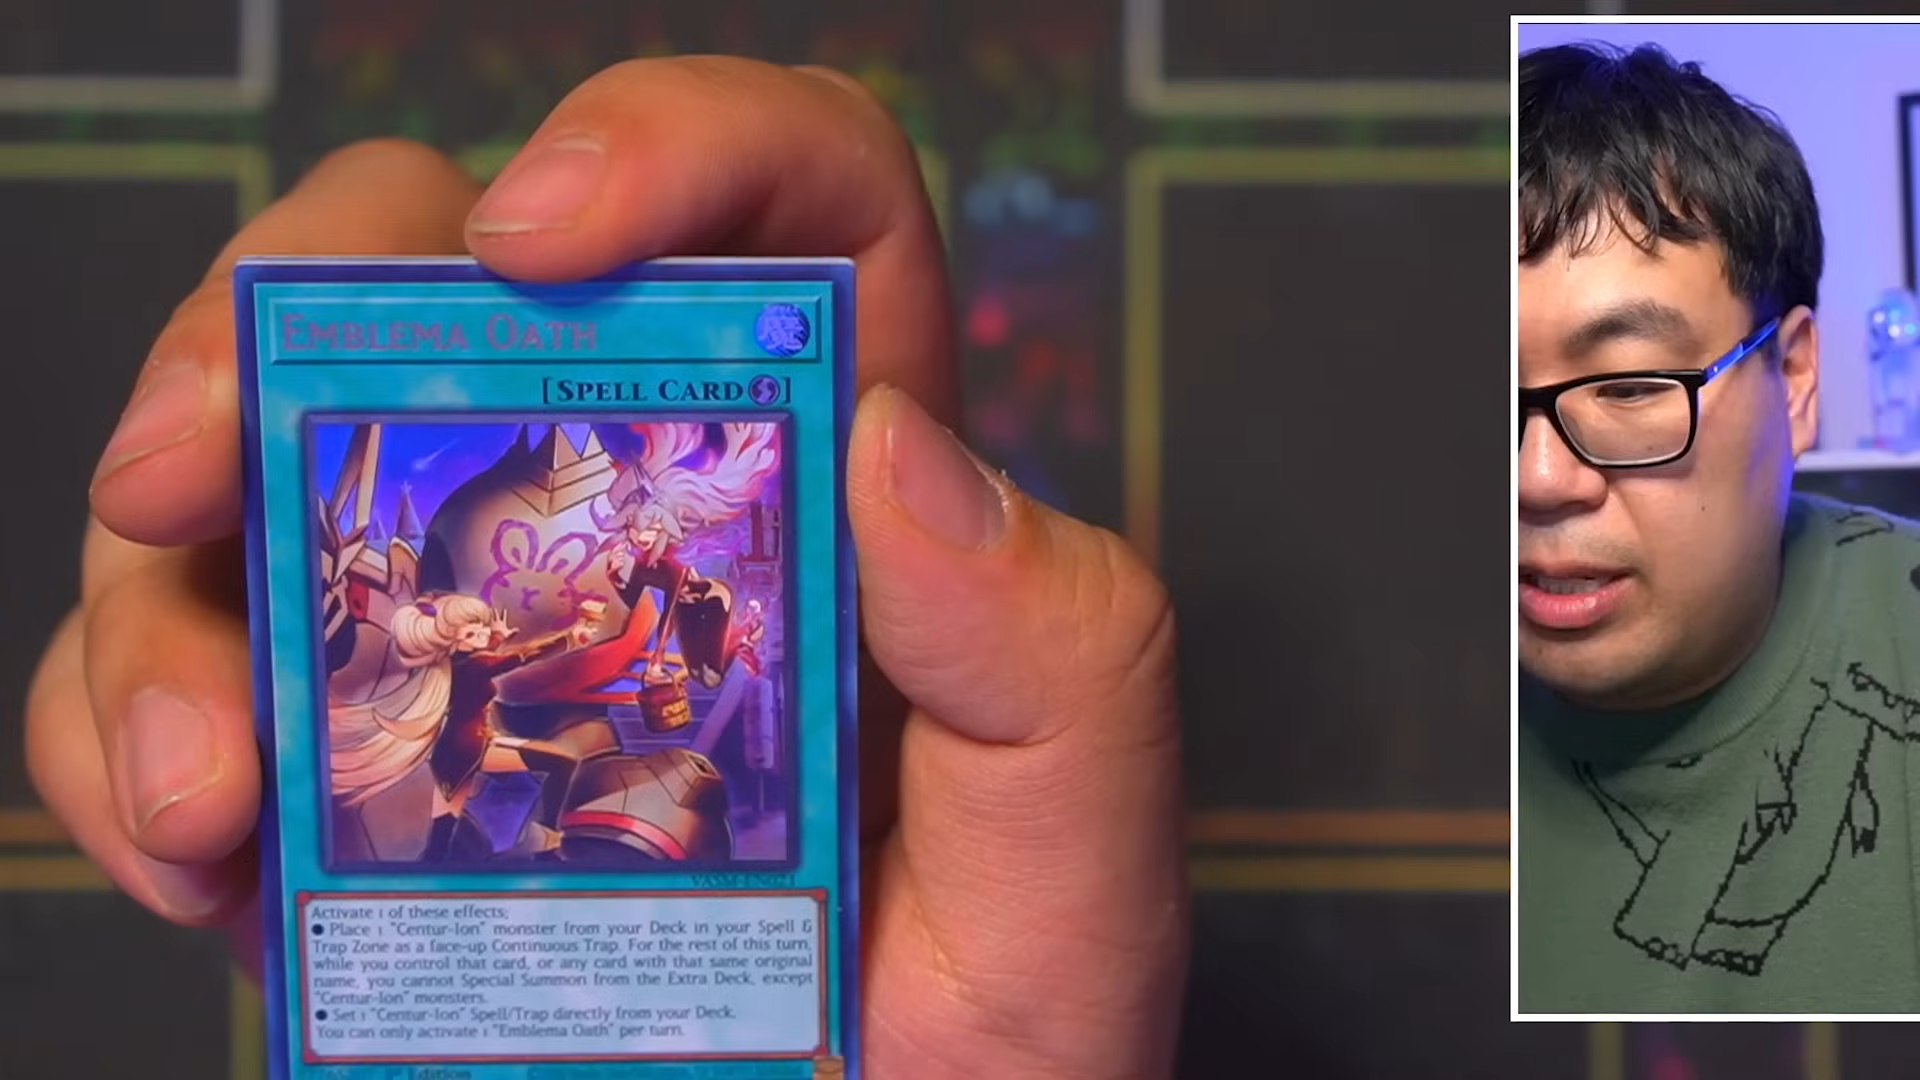 Emblema Oath
[Spell Card]
Activate 1 of these effects;
● Place 1 "Centur-Ion" monster from your Deck in your Spell &
Trap Zone as a face-up Continuous Trap. For the rest of this turn,
while you control that card, or any card with that same original
name, you cannot Special Summon from the Extra Deck, except
"Centur-Ion" monsters.
● Set 1 "Centur-Ion" Spell/Trap directly from your Deck.
You can only activate 1 "Emblema Oath" per turn.
Edition